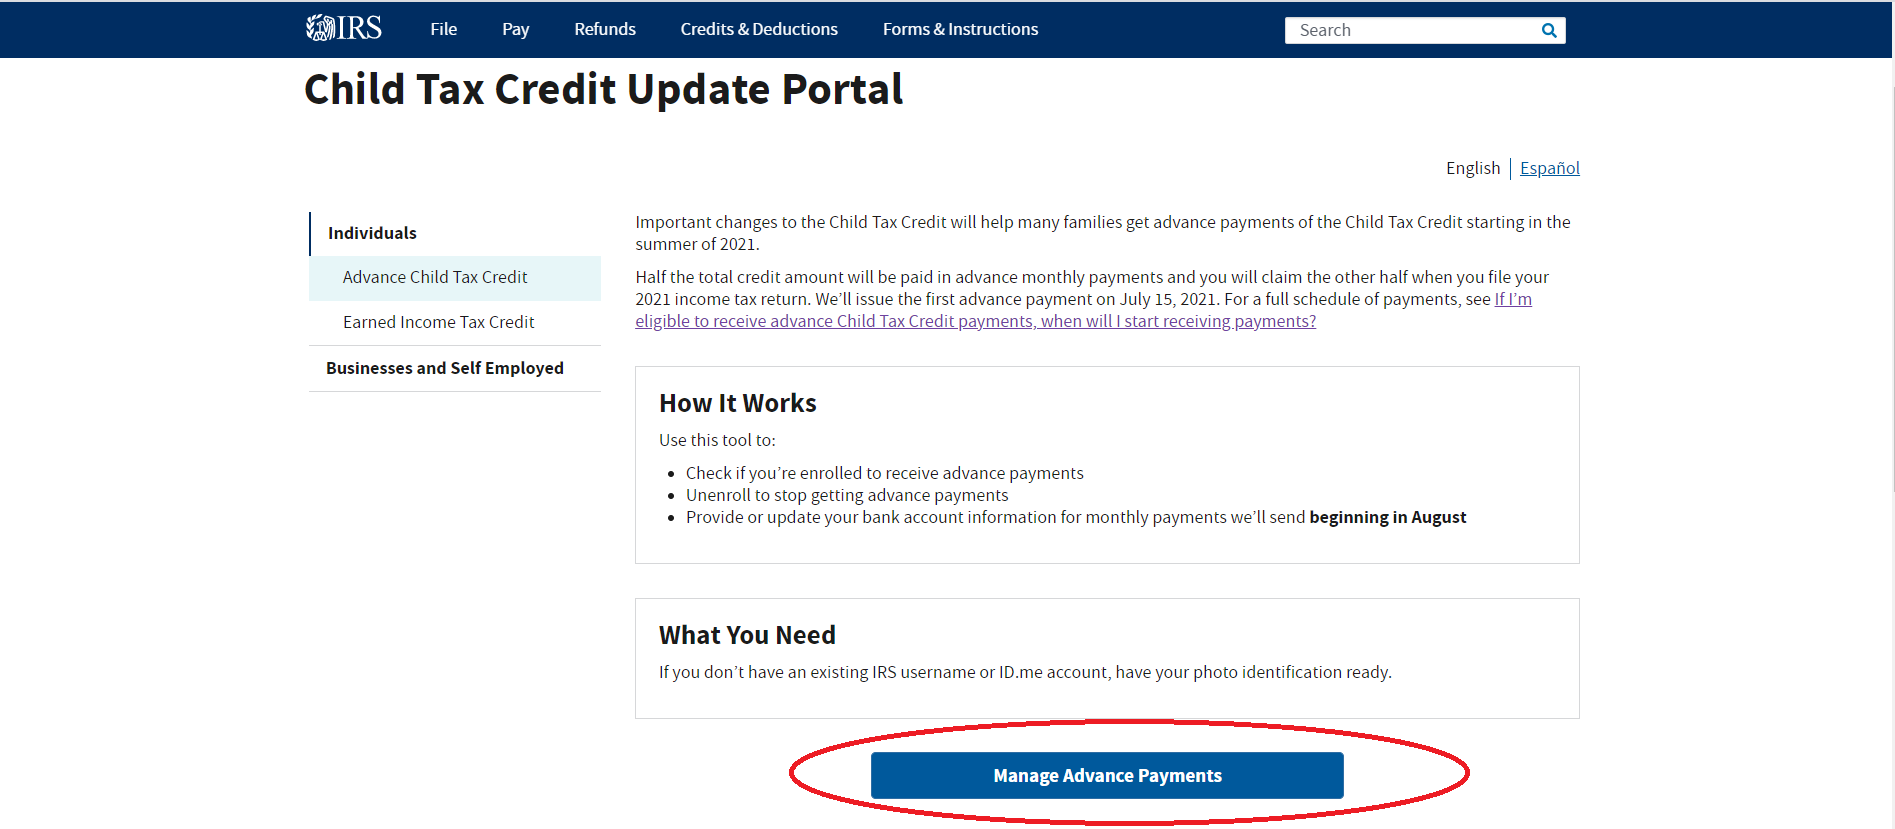 IRS File Pay Refunds Credits & Deductions Forms & Instructions Search
Child Tax Credit Update Portal
English Español
Individuals
Advance Child Tax Credit
Earned Income Tax Credit
Businesses and Self Employed
Important changes to the Child Tax Credit will help many families get advance payments of the Child Tax Credit starting in the
summer of 2021.
Half the total credit amount will be paid in advance monthly payments and you will claim the other half when you file your
2021 income tax return. We’ll issue the first advance payment on July 15, 2021. For a full schedule of payments, see If I’m
eligible to receive advance Child Tax Credit payments, when will I start receiving payments?
How It Works
Use this tool to:
• Check if you’re enrolled to receive advance payments
• Unenroll to stop getting advance payments
• Provide or update your bank account information for monthly payments we’ll send beginning in August
What You Need
If you don’t have an existing IRS username or ID.me account, have your photo identification ready.
Manage Advance Payments